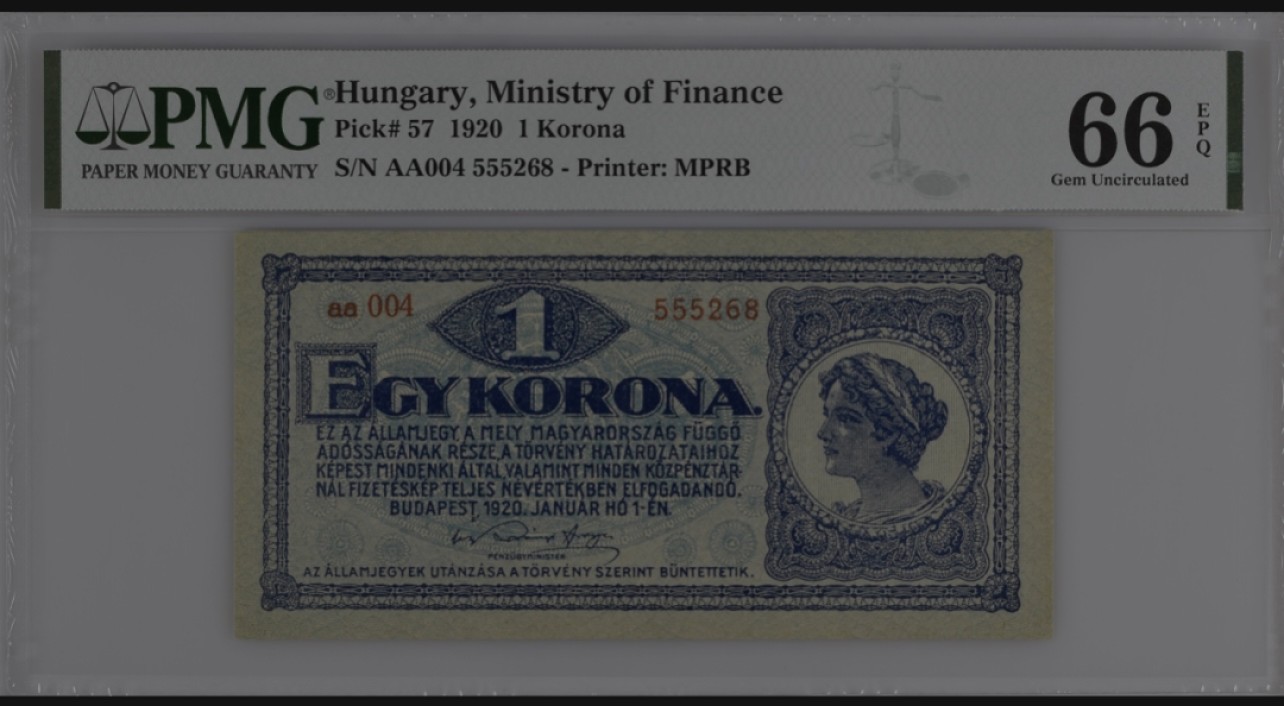 PMG® Hungary, Ministry of Finance
Pick# 57 1920 1 Korona
PAPER MONEY GUARANTY S/N AA004 555268 - Printer: MPRB
66 EPQ
Gem Uncirculated
aa 004 1 555268
EGY KORONA.
EZ AZ ÁLLAMJEGY, A MELY MAGYARORSZÁG FÜGGŐ
ADÓSSÁGÁNAK RÉSZE, A TÖRVÉNY HATÁROZATAIHOZ
KÉPEST MINDENKI ÁLTAL, VALAMINT MINDEN KÖZPÉNZTÁR-
NÁL FIZETÉSKÉP TELJES NÉVÉRTÉKBEN ELFOGADANDÓ.
BUDAPEST, 1920. JANUÁR HÓ 1-ÉN.
PÉNZÜGYMINISTER
AZ ÁLLAMJEGYEK UTÁNZÁSA A TÖRVÉNY SZERINT BÜNTETTETIK.